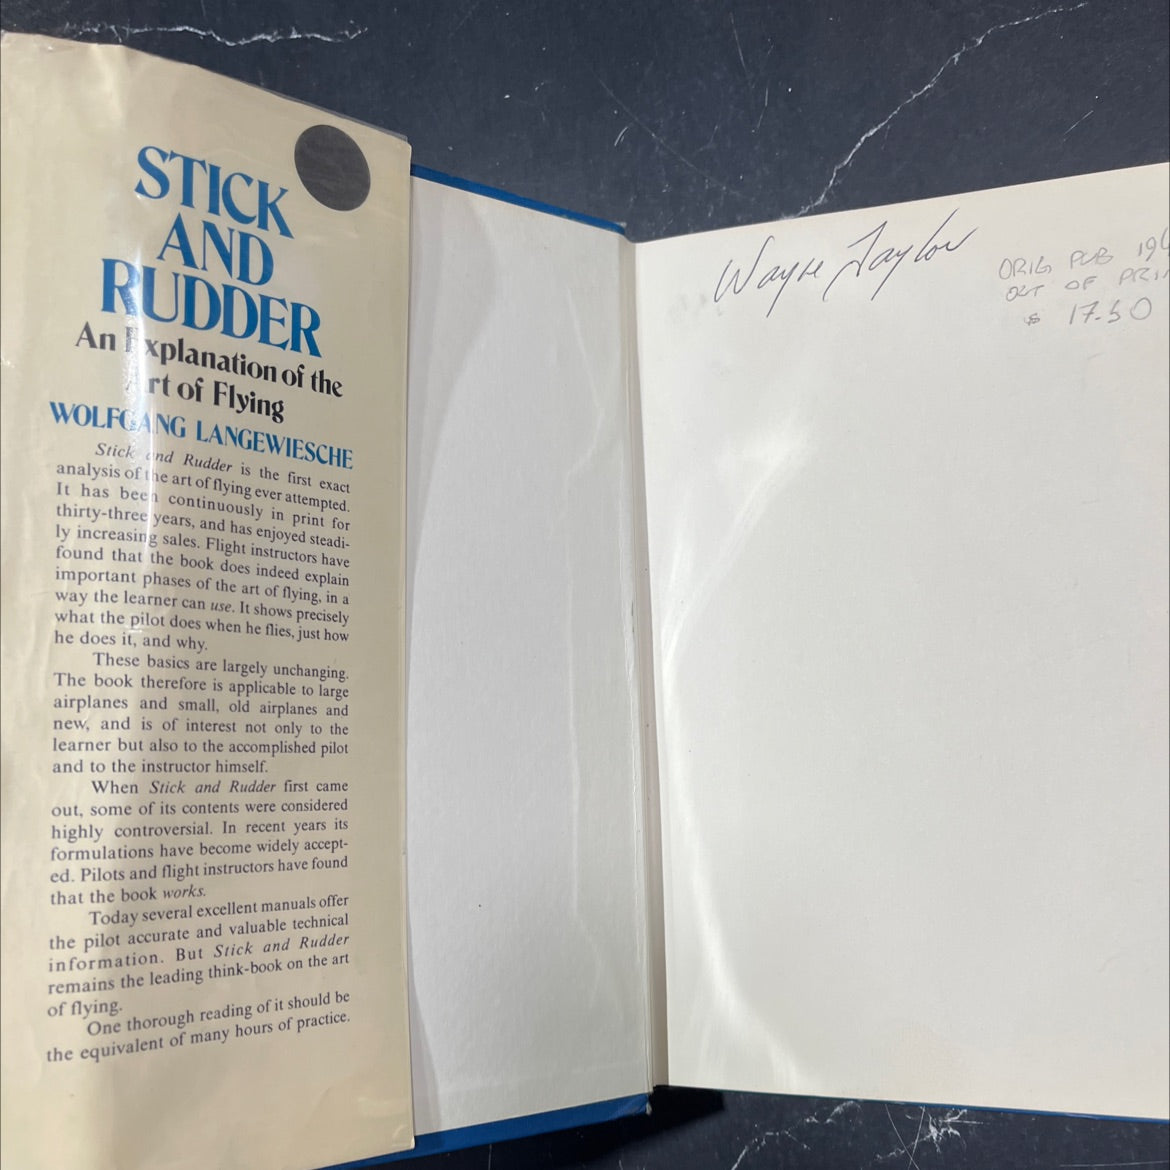 STICK
AND
RUDDER
An Explanation of the
Art of Flying
WOLFGANG LANGEWIESCHE
Stick and Rudder is the first exact
analysis of the art of flying ever attempted.
It has been continuously in print for
thirty-three years, and has enjoyed steadi-
ly increasing sales. Flight instructors have
found that the book does indeed explain
important phases of the art of flying, in a
way the learner can use. It shows precisely
what the pilot does when he flies, just how
he does it, and why.
These basics are largely unchanging.
The book therefore is applicable to large
airplanes and small, old airplanes and
new, and is of interest not only to the
learner but also to the accomplished pilot
and to the instructor himself.
When Stick and Rudder first came
out, some of its contents were considered
highly controversial. In recent years its
formulations have become widely accept-
ed. Pilots and flight instructors have found
that the book works.
Today several excellent manuals offer
the pilot accurate and valuable technical
information. But Stick and Rudder
remains the leading think-book on the art
of flying.
One thorough reading of it should be
the equivalent of many hours of practice.
Wayne Taylor
ORIG PUB
OUT OF
$ 17.50